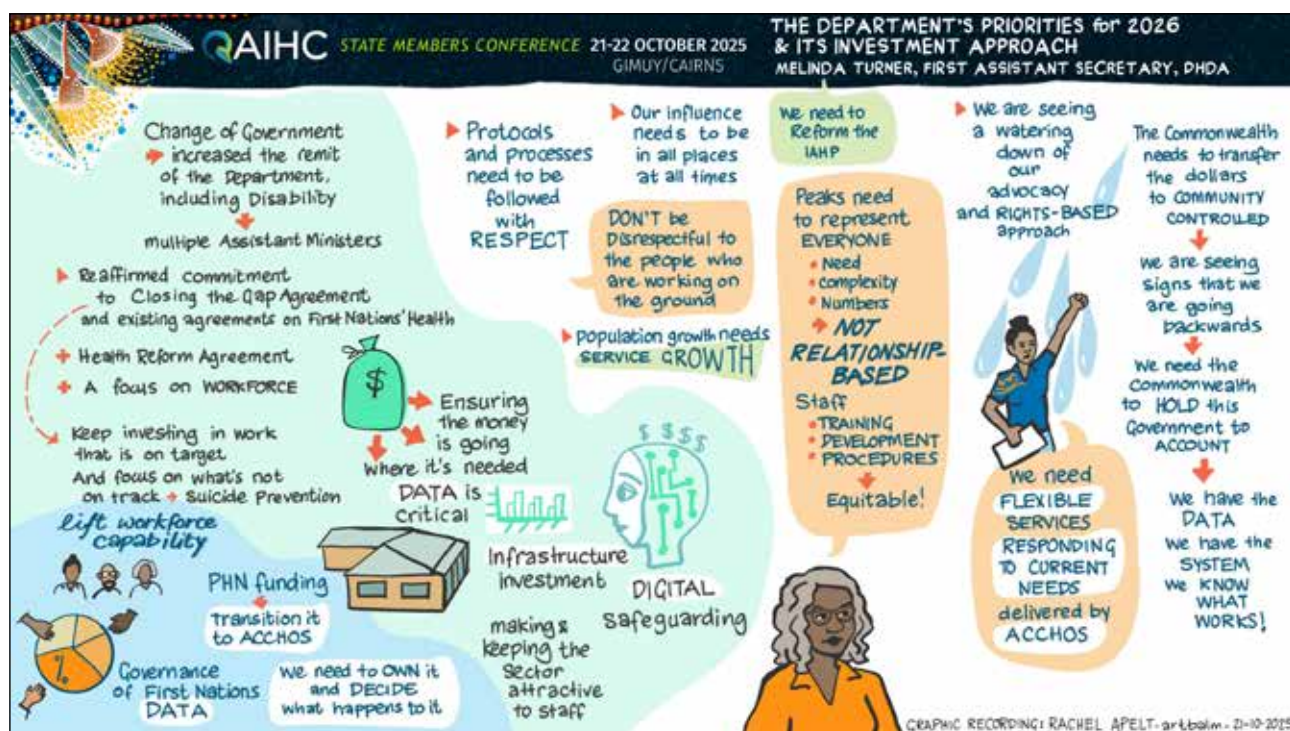 QAIHC STATE MEMBERS CONFERENCE 21-22 OCTOBER 2025
GIMUY/CAIRNS
THE DEPARTMENT'S PRIORITIES for 2026
& ITS INVESTMENT APPROACH
MELINDA TURNER, FIRST ASSISTANT SECRETARY, DHDA
Change of Government
increased the remit
of the Department,
including Disability
multiple Assistant Ministers
Reaffirmed commitment
to Closing the Gap Agreement
and existing agreements on First Nations' Health
Health Reform Agreement
A focus on WORKFORCE
Keep investing in work
that is on target
And focus on what's not
on track → Suicide Prevention
lift workforce
capability
PHN funding
transition it
to ACCHOS
%
Governance
of First Nations
DATA
we need to OWN it
and DECIDE
what happens to it
$
Ensuring
the money
is going
where it's needed
DATA is
critical
Infrastructure
investment
making &
keeping the
Sector
attractive
to staff
$ $ $ $
DIGITAL
Safeguarding
Protocols
and processes
need to be
followed
with
RESPECT
Our influence
needs to be
in all places
at all times
DON'T be
Disrespectful to
the people who
are working on
the ground
Population growth needs
SERVICE GROWTH
We need to
Reform the
IAHP
Peaks need
to represent
EVERYONE
• Need
• complexity
• Numbers
NOT
RELATIONSHIP-
BASED
Staff
• TRAINING
• DEVELOPMENT
• PROCEDURES
Equitable!
We are seeing
a watering
down of
our
advocacy
and RIGHTS-BASED
approach
we need
FLEXIBLE
SERVICES
RESPONDING
TO CURRENT
NEEDS
delivered by
ACCHOS
The Commonwealth
needs to transfer
the dollars
to COMMUNITY
CONTROLLED
we are seeing
signs that we
are going
backwards
We need the
Commonwealth
to HOLD this
Government to
ACCOUNT
We have the
DATA
We have the
SYSTEM
We KNOW
WHAT
WORKS!
GRAPHIC RECORDING: RACHEL APELT - artbalm - 21-10-2025